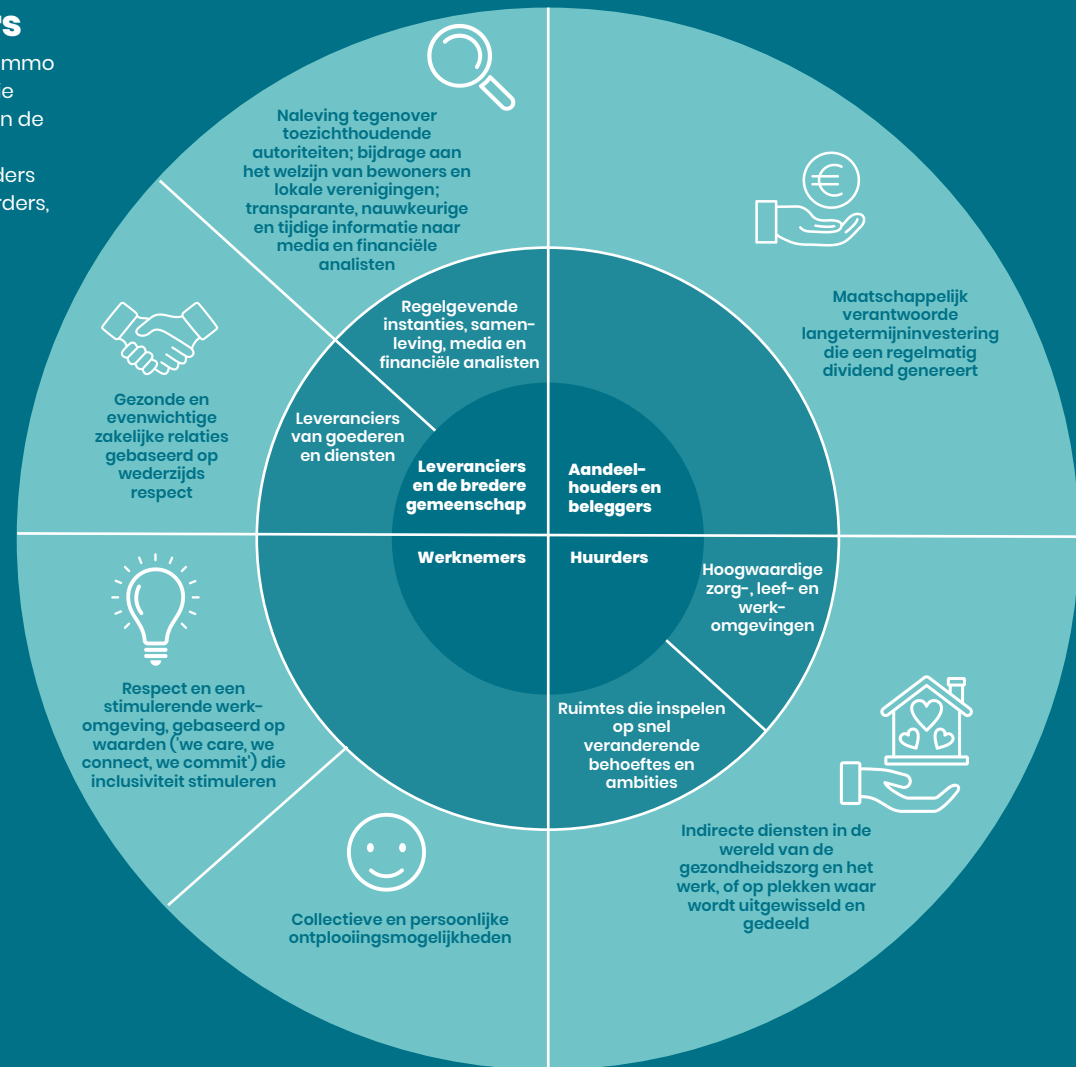 Naleving tegenover
toezichthoudende
autoriteiten; bijdrage aan
het welzijn van bewoners en
lokale verenigingen;
transparante, nauwkeurige
en tijdige informatie naar
media en financiële
analisten
Regelgevende
instanties, samen-
leving, media en
financiële analisten
Maatschappelijk
verantwoorde
langetermijninvestering
die een regelmatig
dividend genereert
Gezonde en
evenwichtige
zakelijke relaties
gebaseerd op
wederzijds
respect
Leveranciers
van goederen
en diensten
Leveranciers
en de bredere
gemeenschap
Aandeel-
houders en
beleggers
Werknemers
Huurders
Hoogwaardige
zorg-, leef- en
werk-
omgevingen
Ruimtes die inspelen
op snel
veranderende
behoeftes en
ambities
Respect en een
stimulerende werk-
omgeving, gebaseerd op
waarden ('we care, we
connect, we commit') die
inclusiviteit stimuleren
Collectieve en persoonlijke
ontplooiingsmogelijkheden
Indirecte diensten in de
wereld van de
gezondheidszorg en het
werk, of op plekken waar
wordt uitgewisseld en
gedeeld